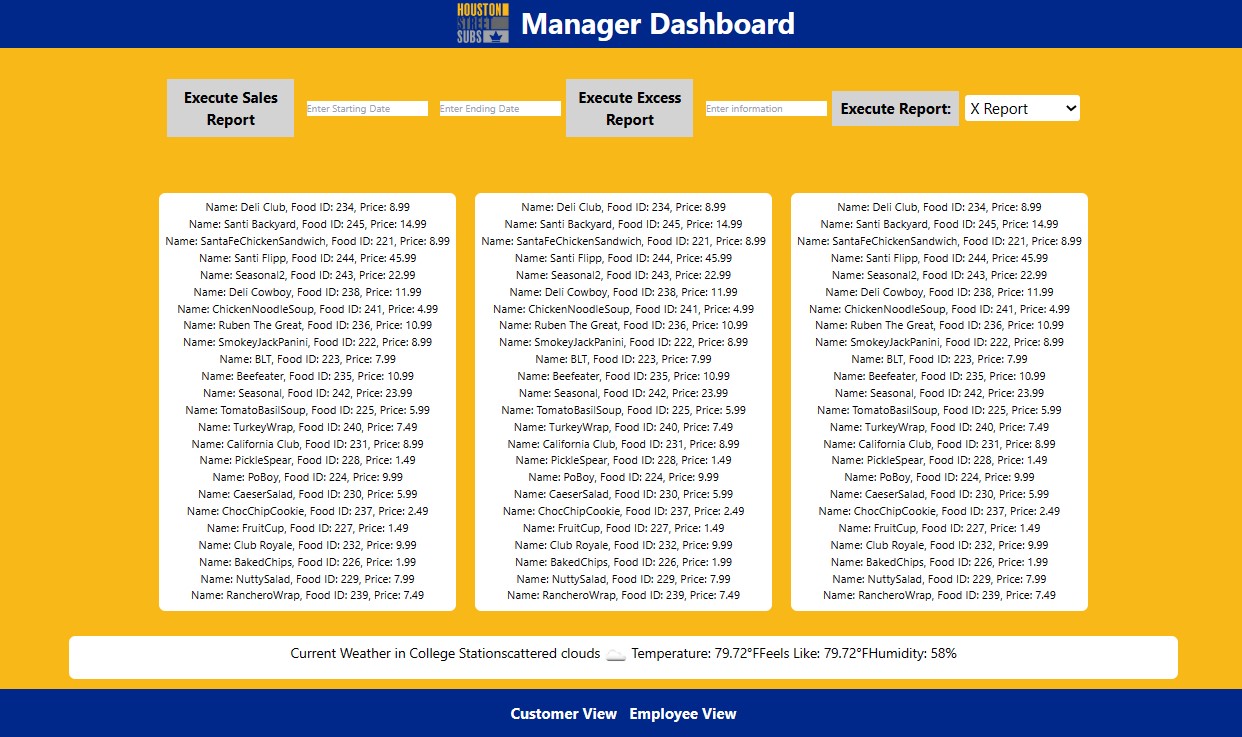 HOUSTON
STREET
SUBS
Manager Dashboard
Execute Sales
Report
Enter Starting Date
Enter Ending Date
Execute Excess
Report
Enter information
Execute Report:
X Report
Name: Deli Club, Food ID: 234, Price: 8.99
Name: Santi Backyard, Food ID: 245, Price: 14.99
Name: SantaFeChickenSandwich, Food ID: 221, Price: 8.99
Name: Santi Flipp, Food ID: 244, Price: 45.99
Name: Seasonal2, Food ID: 243, Price: 22.99
Name: Deli Cowboy, Food ID: 238, Price: 11.99
Name: ChickenNoodleSoup, Food ID: 241, Price: 4.99
Name: Ruben The Great, Food ID: 236, Price: 10.99
Name: SmokeyJackPanini, Food ID: 222, Price: 8.99
Name: BLT, Food ID: 223, Price: 7.99
Name: Beefeater, Food ID: 235, Price: 10.99
Name: Seasonal, Food ID: 242, Price: 23.99
Name: TomatoBasilSoup, Food ID: 225, Price: 5.99
Name: TurkeyWrap, Food ID: 240, Price: 7.49
Name: California Club, Food ID: 231, Price: 8.99
Name: PickleSpear, Food ID: 228, Price: 1.49
Name: PoBoy, Food ID: 224, Price: 9.99
Name: CaeserSalad, Food ID: 230, Price: 5.99
Name: ChocChipCookie, Food ID: 237, Price: 2.49
Name: FruitCup, Food ID: 227, Price: 1.49
Name: Club Royale, Food ID: 232, Price: 9.99
Name: BakedChips, Food ID: 226, Price: 1.99
Name: NuttySalad, Food ID: 229, Price: 7.99
Name: RancheroWrap, Food ID: 239, Price: 7.49
Name: Deli Club, Food ID: 234, Price: 8.99
Name: Santi Backyard, Food ID: 245, Price: 14.99
Name: SantaFeChickenSandwich, Food ID: 221, Price: 8.99
Name: Santi Flipp, Food ID: 244, Price: 45.99
Name: Seasonal2, Food ID: 243, Price: 22.99
Name: Deli Cowboy, Food ID: 238, Price: 11.99
Name: ChickenNoodleSoup, Food ID: 241, Price: 4.99
Name: Ruben The Great, Food ID: 236, Price: 10.99
Name: SmokeyJackPanini, Food ID: 222, Price: 8.99
Name: BLT, Food ID: 223, Price: 7.99
Name: Beefeater, Food ID: 235, Price: 10.99
Name: Seasonal, Food ID: 242, Price: 23.99
Name: TomatoBasilSoup, Food ID: 225, Price: 5.99
Name: TurkeyWrap, Food ID: 240, Price: 7.49
Name: California Club, Food ID: 231, Price: 8.99
Name: PickleSpear, Food ID: 228, Price: 1.49
Name: PoBoy, Food ID: 224, Price: 9.99
Name: CaeserSalad, Food ID: 230, Price: 5.99
Name: ChocChipCookie, Food ID: 237, Price: 2.49
Name: FruitCup, Food ID: 227, Price: 1.49
Name: Club Royale, Food ID: 232, Price: 9.99
Name: BakedChips, Food ID: 226, Price: 1.99
Name: NuttySalad, Food ID: 229, Price: 7.99
Name: RancheroWrap, Food ID: 239, Price: 7.49
Name: Deli Club, Food ID: 234, Price: 8.99
Name: Santi Backyard, Food ID: 245, Price: 14.99
Name: SantaFeChickenSandwich, Food ID: 221, Price: 8.99
Name: Santi Flipp, Food ID: 244, Price: 45.99
Name: Seasonal2, Food ID: 243, Price: 22.99
Name: Deli Cowboy, Food ID: 238, Price: 11.99
Name: ChickenNoodleSoup, Food ID: 241, Price: 4.99
Name: Ruben The Great, Food ID: 236, Price: 10.99
Name: SmokeyJackPanini, Food ID: 222, Price: 8.99
Name: BLT, Food ID: 223, Price: 7.99
Name: Beefeater, Food ID: 235, Price: 10.99
Name: Seasonal, Food ID: 242, Price: 23.99
Name: TomatoBasilSoup, Food ID: 225, Price: 5.99
Name: TurkeyWrap, Food ID: 240, Price: 7.49
Name: California Club, Food ID: 231, Price: 8.99
Name: PickleSpear, Food ID: 228, Price: 1.49
Name: PoBoy, Food ID: 224, Price: 9.99
Name: CaeserSalad, Food ID: 230, Price: 5.99
Name: ChocChipCookie, Food ID: 237, Price: 2.49
Name: FruitCup, Food ID: 227, Price: 1.49
Name: Club Royale, Food ID: 232, Price: 9.99
Name: BakedChips, Food ID: 226, Price: 1.99
Name: NuttySalad, Food ID: 229, Price: 7.99
Name: RancheroWrap, Food ID: 239, Price: 7.49
Current Weather in College Stationscattered clouds Temperature: 79.72°FFeels Like: 79.72°FHumidity: 58%
Customer View Employee View